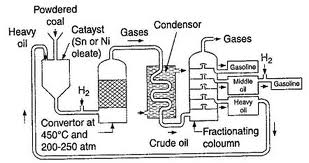 Powdered
coal
Heavy
oil
Catayst
(Sn or Ni
oleate)
Gases
Condensor
Gases
H2
Gasoline
Middle
oil
Gasoline
Heavy
oil
H2
Convertor at
450°C and
200-250 atm
Crude oil
Fractionating
coloumn